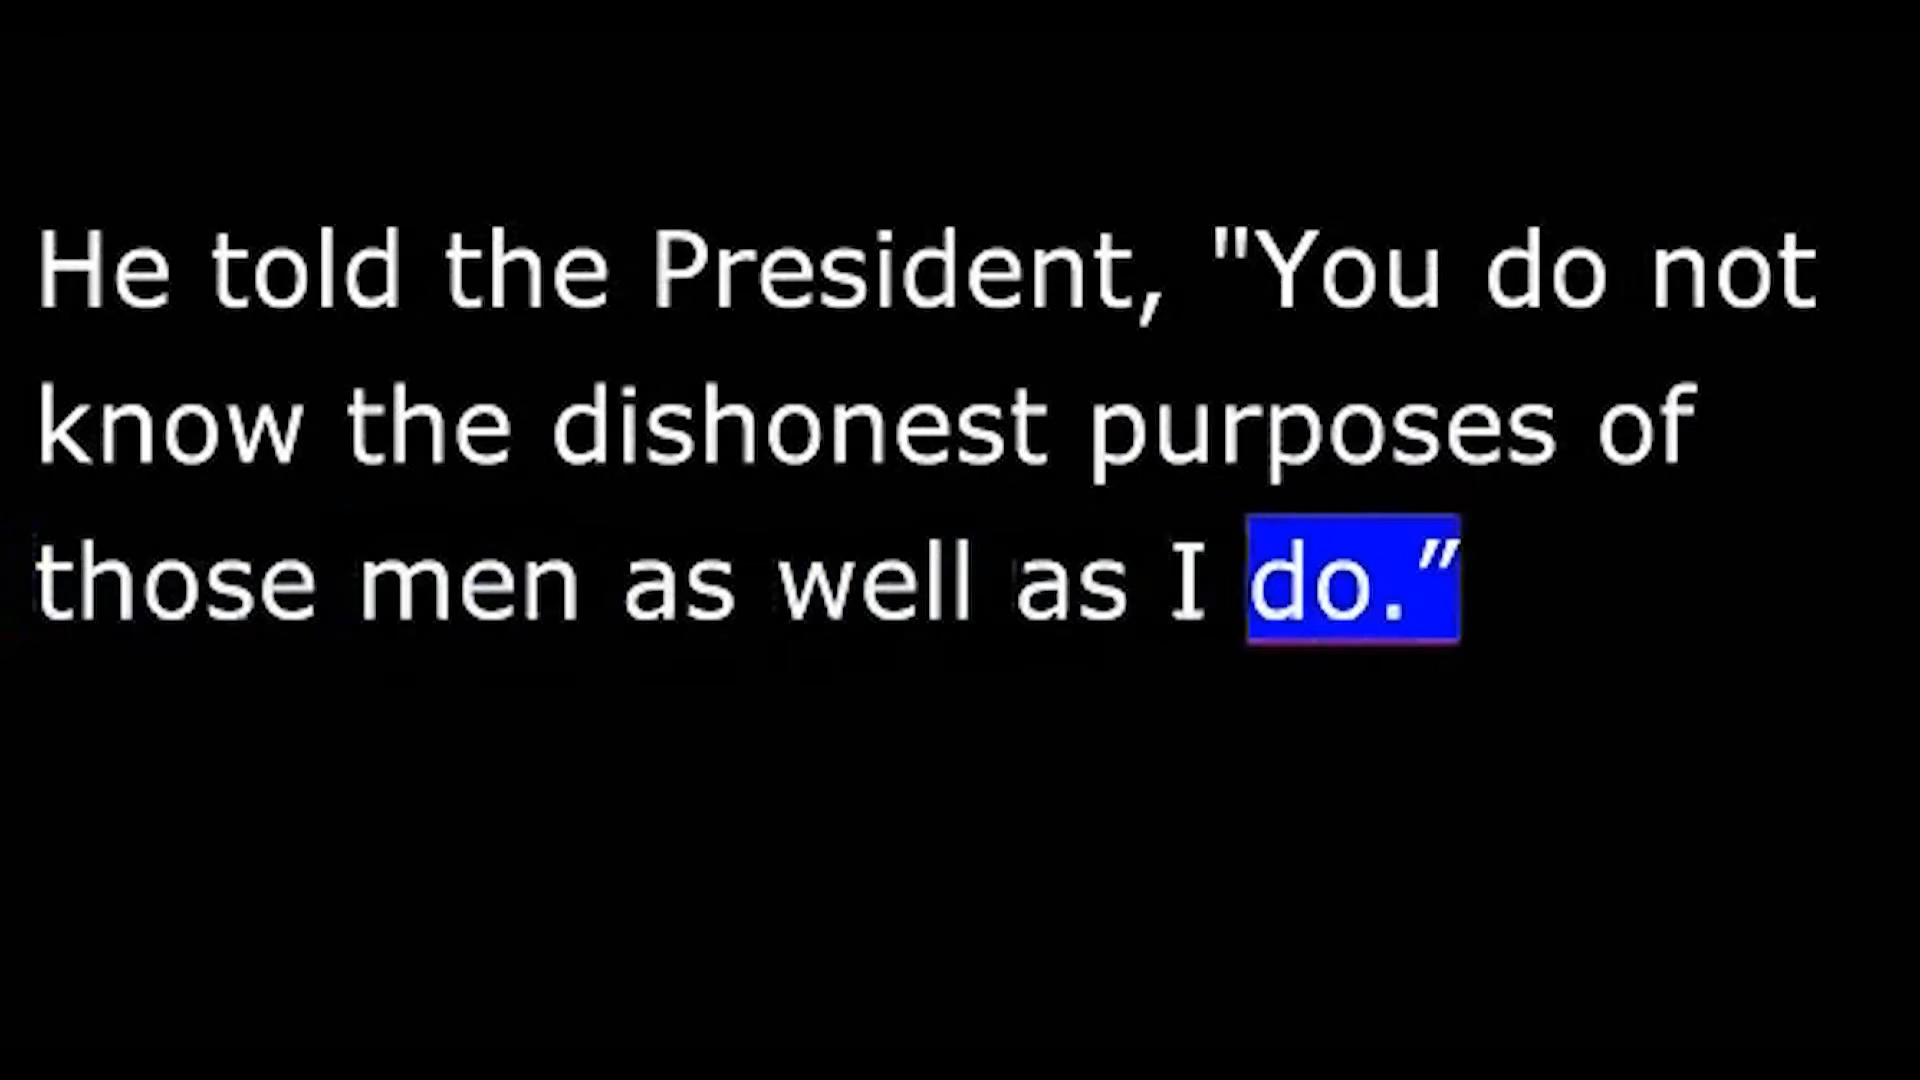 He told the President, "You do not
know the dishonest purposes of
those men as well as I do.”